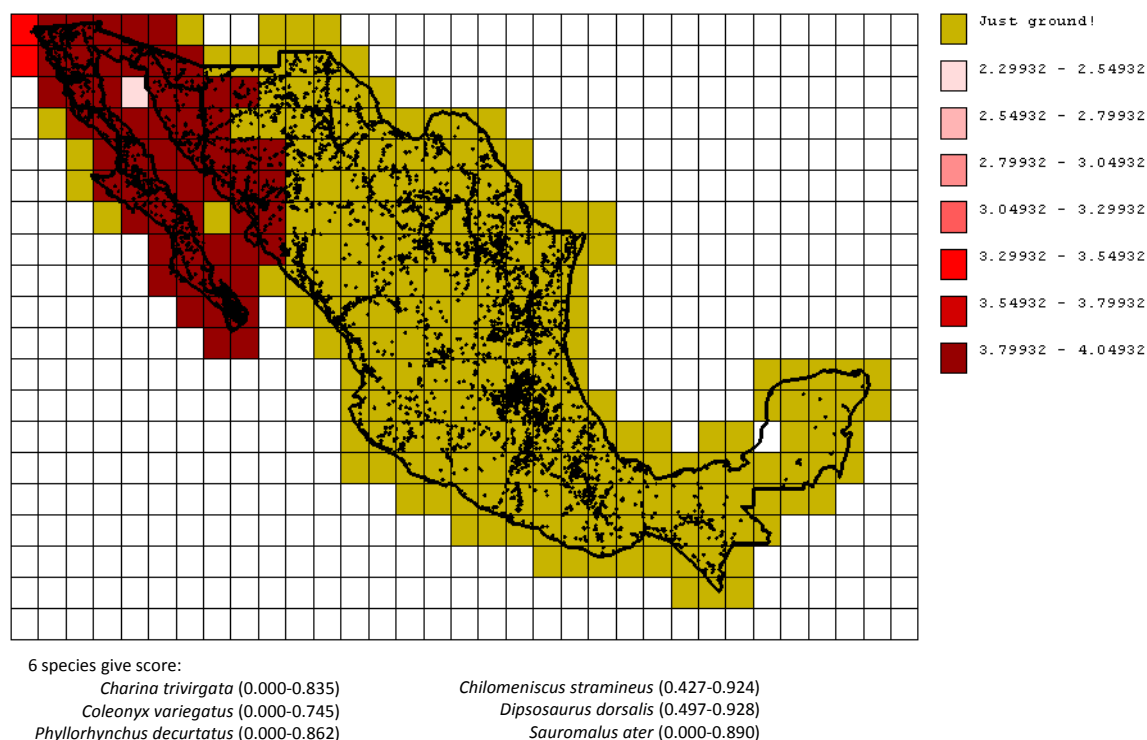 Just ground!
2.29932 - 2.54932
2.54932 - 2.79932
2.79932 - 3.04932
3.04932 - 3.29932
3.29932 - 3.54932
3.54932 - 3.79932
3.79932 - 4.04932
6 species give score:
Charina trivirgata (0.000-0.835) Chilomeniscus stramineus (0.427-0.924)
Coleonyx variegatus (0.000-0.745) Dipsosaurus dorsalis (0.497-0.928)
Phyllorhynchus decurtatus (0.000-0.862) Sauromalus ater (0.000-0.890)